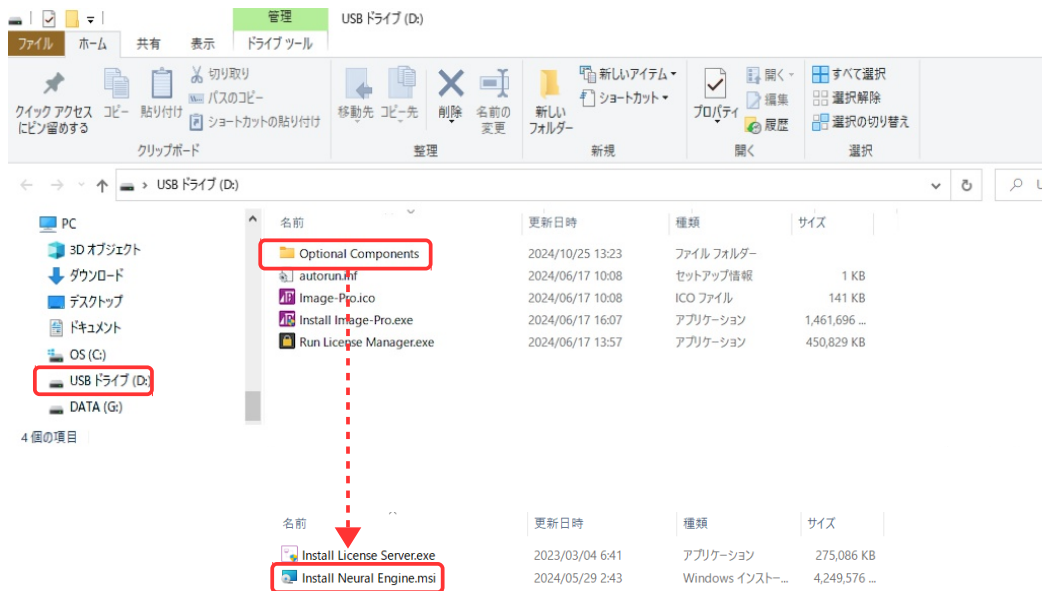 管理 USB ドライブ (D:)
ファイル ホーム 共有 表示 ドライブ ツール
クイック アクセス にピン留めする
コピー
貼り付け
切り取り
パスのコピー
ショートカットの貼り付け
クリップボード
移動先
コピー先
削除
名前の 変更
整理
新しい フォルダー
新しいアイテム
ショートカット
新規
プロパティ
開く
編集
履歴
開く
すべて選択
選択解除
選択の切り替え
選択
USB ドライブ (D:)
PC
3D オブジェクト
ダウンロード
デスクトップ
ドキュメント
OS (C:)
USB ドライブ (D:)
DATA (G:)
4 個の項目
名前 更新日時 種類 サイズ
Optional Components 2024/10/25 13:23 ファイル フォルダー
autorun.inf 2024/06/17 10:08 セットアップ情報 1 KB
Image-Pro.ico 2024/06/17 10:08 ICO ファイル 141 KB
Install Image-Pro.exe 2024/06/17 16:07 アプリケーション 1,461,696 ...
Run License Manager.exe 2024/06/17 13:57 アプリケーション 450,829 KB
名前 更新日時 種類 サイズ
Install License Server.exe 2023/03/04 6:41 アプリケーション 275,086 KB
Install Neural Engine.msi 2024/05/29 2:43 Windows インストー... 4,249,576 ...